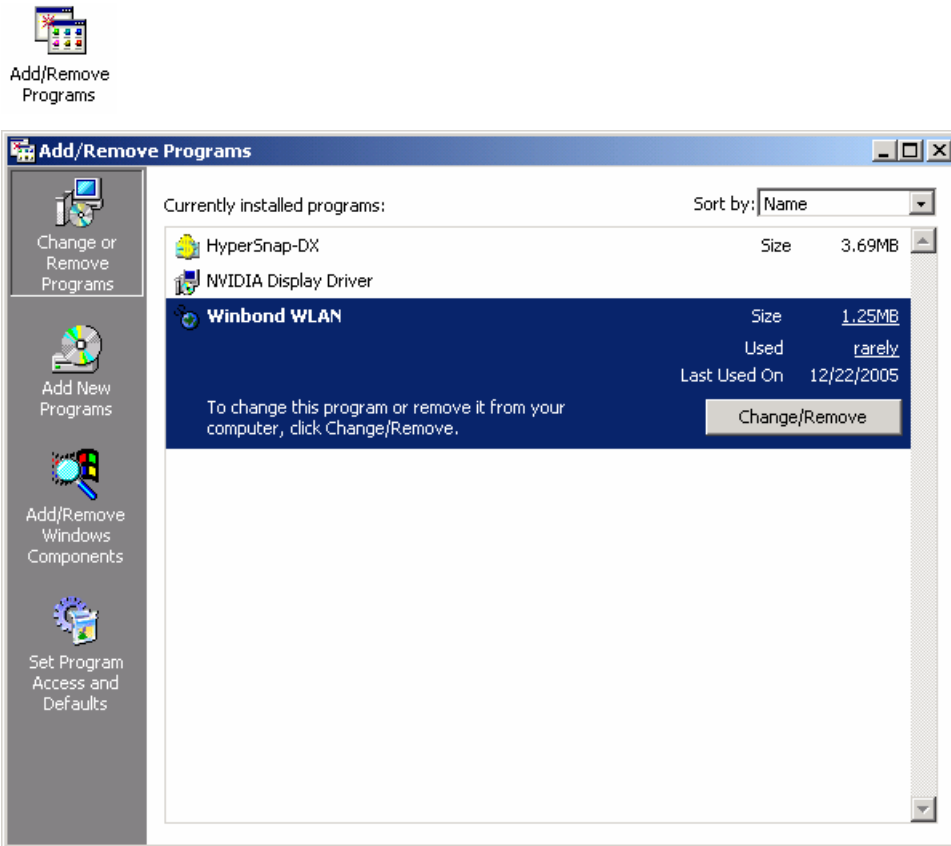 Add/Remove
Programs
Add/Remove Programs
Change or
Remove
Programs
Add New
Programs
Add/Remove
Windows
Components
Set Program
Access and
Defaults
Currently installed programs:
Sort by: Name
HyperSnap-DX Size 3.69MB
NVIDIA Display Driver
Winbond WLAN Size 1.25MB
Used rarely
Last Used On 12/22/2005
To change this program or remove it from your
computer, click Change/Remove.
Change/Remove